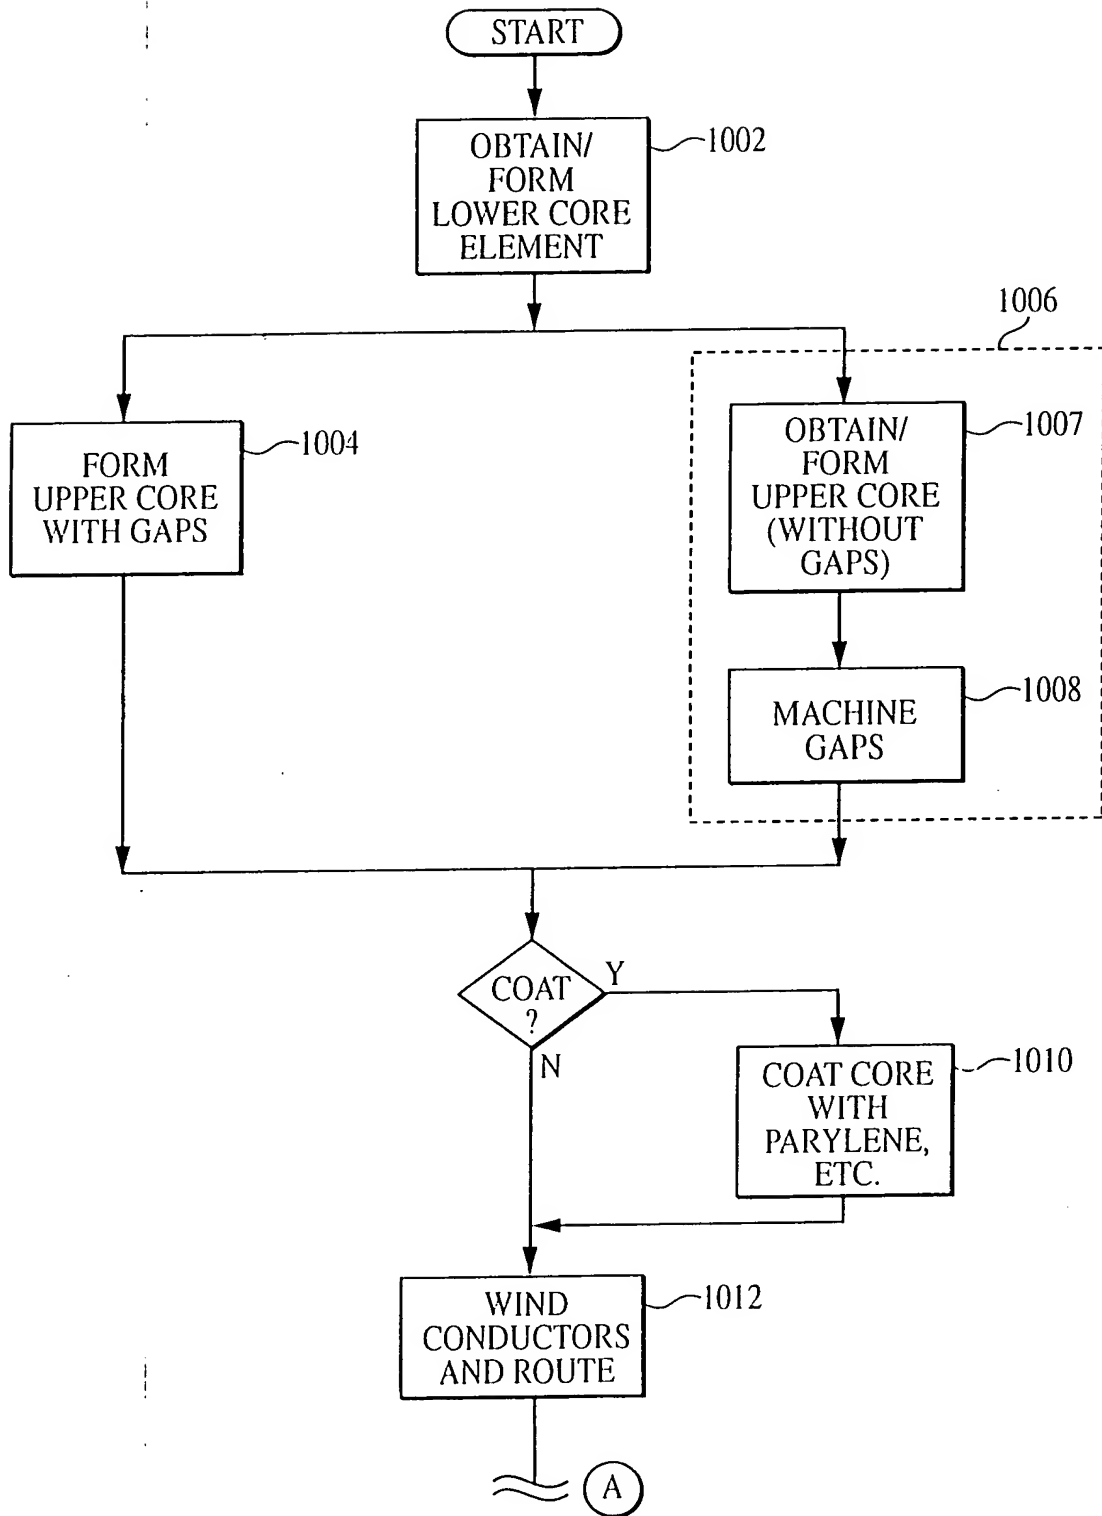 START
OBTAIN/
FORM
LOWER CORE
ELEMENT
1002
1006
FORM
UPPER CORE
WITH GAPS
1004
OBTAIN/
FORM
UPPER CORE
(WITHOUT
GAPS)
1007
MACHINE
GAPS
1008
COAT
?
Y
N
COAT CORE
WITH
PARYLENE,
ETC.
1010
WIND
CONDUCTORS
AND ROUTE
1012
A